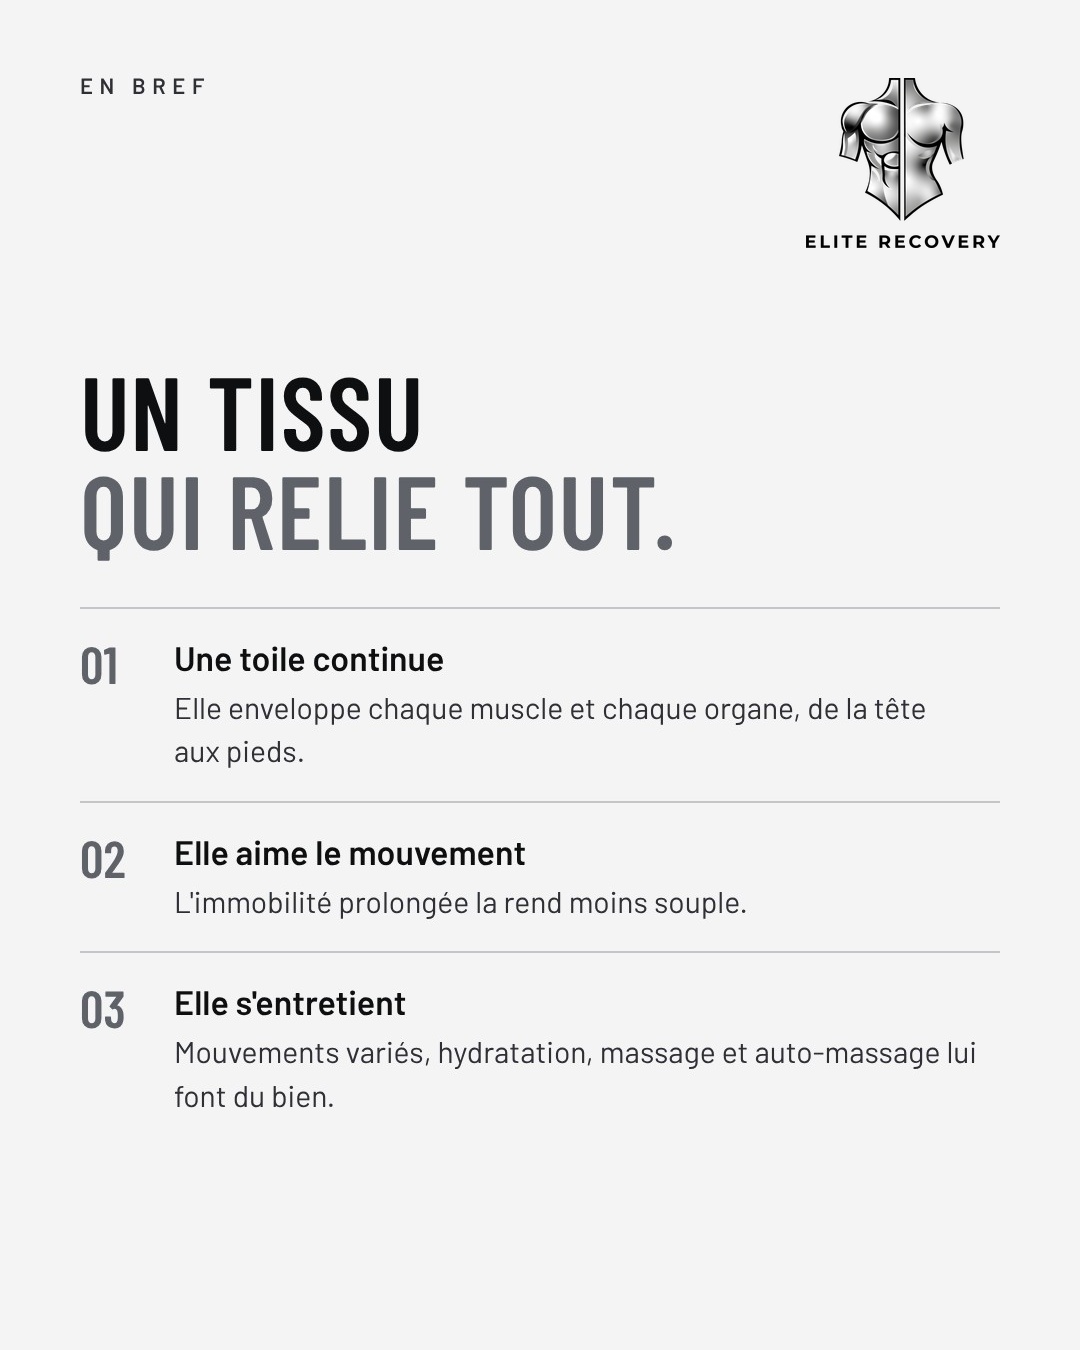 EN BREF
ELITE RECOVERY
UN TISSU
QUI RELIE TOUT.
01
Une toile continue
Elle enveloppe chaque muscle et chaque organe, de la tête
aux pieds.
02
Elle aime le mouvement
L'immobilité prolongée la rend moins souple.
03
Elle s'entretient
Mouvements variés, hydratation, massage et auto-massage lui
font du bien.